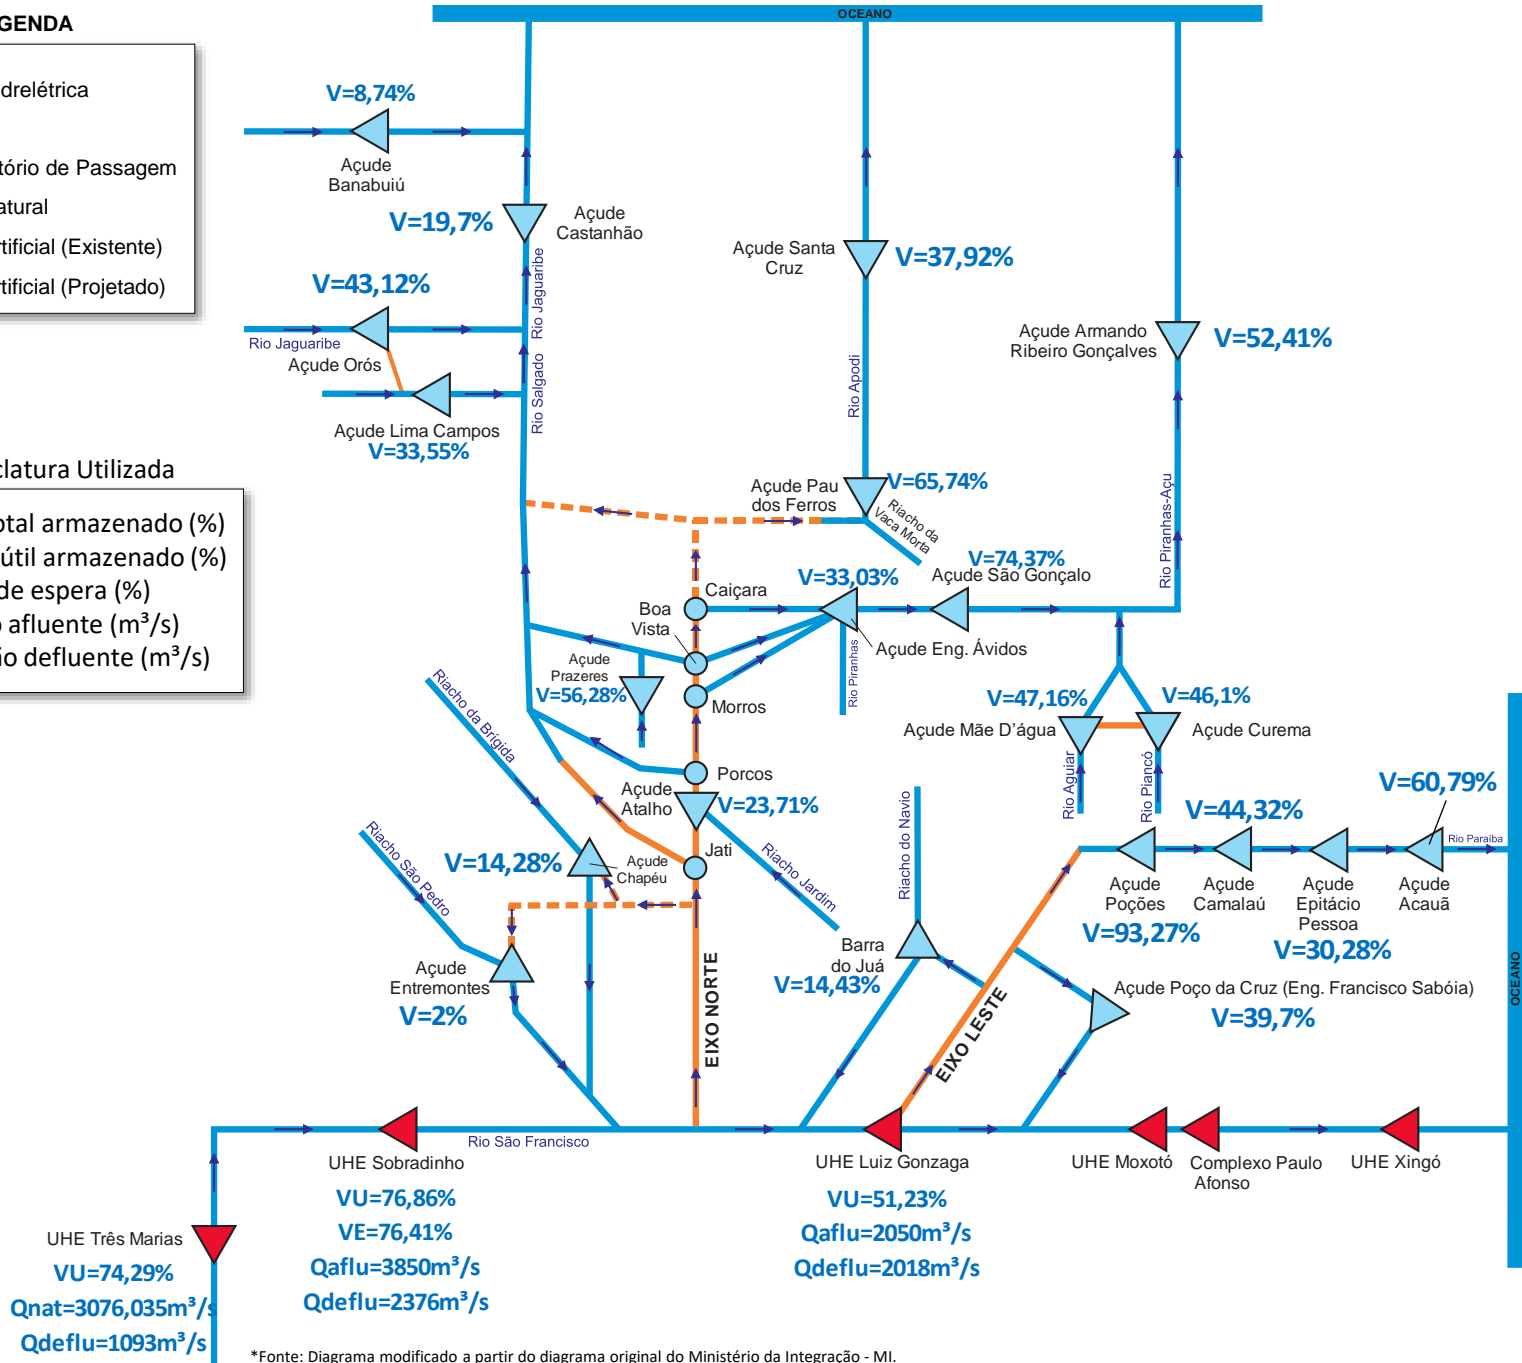 GENDA
drelétrica
tório de Passagem
atural
rtificial (Existente)
rtificial (Projetado)
clatura Utilizada
otal armazenado (%)
útil armazenado (%)
de espera (%)
o afluente (m³/s)
ão defluente (m³/s)
OCEANO
V=8,74%
Açude
Banabuiú
V=19,7%
Açude
Castanhão
Rio Jaguaribe
V=43,12%
Rio Jaguaribe
Açude Orós
Rio Salgado
Açude Lima Campos
V=33,55%
Açude Santa
Cruz
V=37,92%
Rio Apodi
Açude Armando
Ribeiro Gonçalves
V=52,41%
Rio Piranhas-Açu
Açude Pau
dos Ferros
V=65,74%
Riacho da
Vaca Morta
V=74,37%
Açude São Gonçalo
V=33,03%
Açude Eng. Ávidos
Rio Piranhas
Caiçara
Boa
Vista
Morros
Açude
Prazeres
V=56,28%
Porcos
Açude
Atalho
V=23,71%
Jati
Riacho Jardim
Riacho da Brígida
Riacho São Pedro
V=14,28%
Açude
Chapéu
Açude
Entremontes
V=2%
EIXO NORTE
V=47,16%
Açude Mãe D'água
V=46,1%
Açude Curema
Rio Aguiar
Rio Piancó
V=60,79%
V=44,32%
Rio Paraiba
Açude
Poções
V=93,27%
Açude
Camalaú
Açude
Epitácio
Pessoa
V=30,28%
Açude
Acauã
Riacho do Navio
Barra
do Juá
V=14,43%
EIXO LESTE
Açude Poço da Cruz (Eng. Francisco Sabóia)
V=39,7%
OCEANO
Rio São Francisco
UHE Sobradinho
VU=76,86%
VE=76,41%
Qaflu=3850m³/s
Qdeflu=2376m³/s
UHE Luiz Gonzaga
VU=51,23%
Qaflu=2050m³/s
Qdeflu=2018m³/s
UHE Moxotó
Complexo Paulo
Afonso
UHE Xingó
UHE Três Marias
VU=74,29%
Qnat=3076,035m³/s
Qdeflu=1093m³/s
*Fonte: Diagrama modificado a partir do diagrama original do Ministério da Integração - MI.